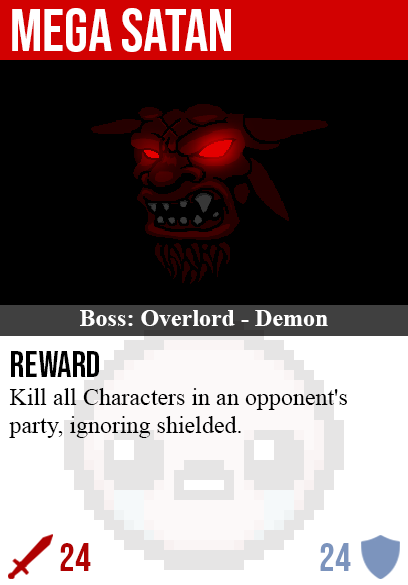 MEGA SATAN
Boss: Overlord - Demon
REWARD
Kill all Characters in an opponent's
party, ignoring shielded.
24
24